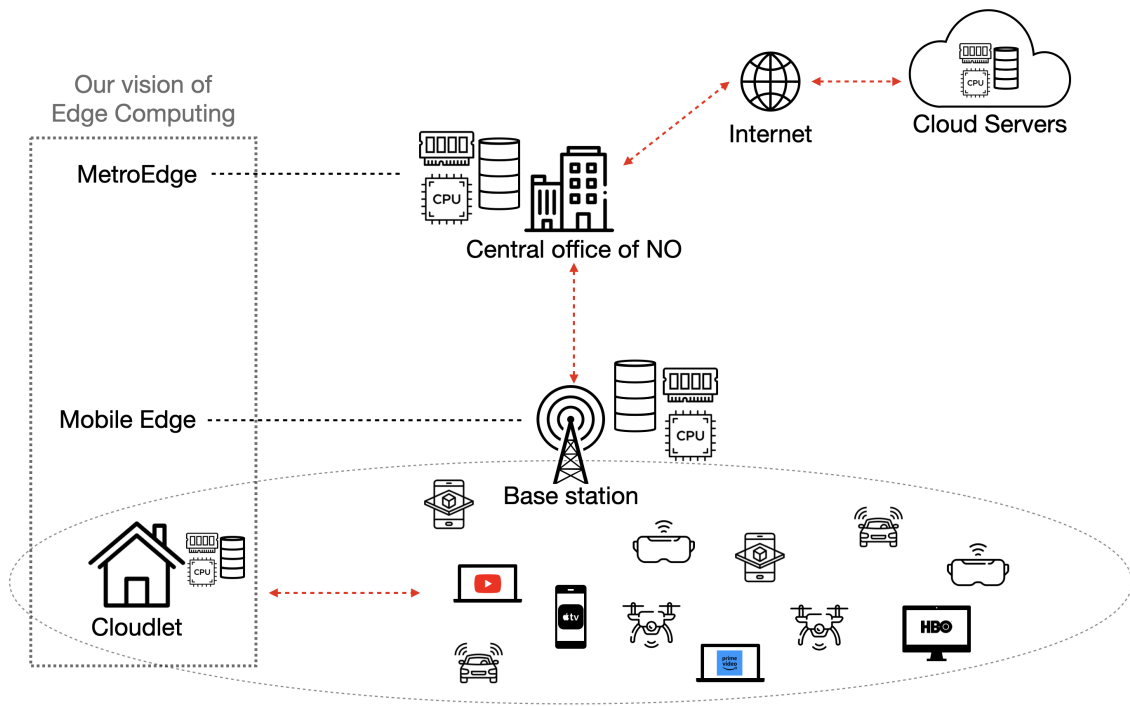 Our vision of
Edge Computing
MetroEdge
CPU
Central office of NO
Internet
CPU
Cloud Servers
Mobile Edge
CPU
Base station
CPU
Cloudlet
tv
prime
video
HBO